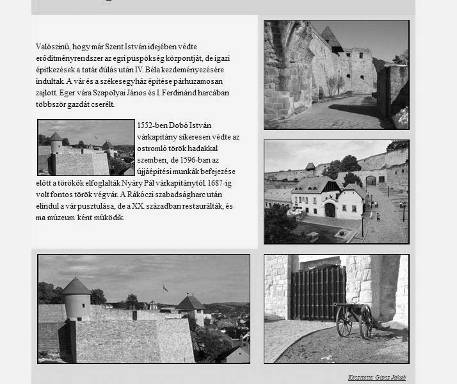 Valószínű, hogy már Szent István idejében védte
erődítményrendszer az egri püspökség központját, de igazi
építkezések a tatár dúlás után IV. Béla kezdeményezésére
indultak. A vár és a székesegyház építése párhuzamosan
zajlott. Eger vára Szapolyai János és I. Ferdinánd harcában
többször gazdát cserélt.
1552-ben Dobó István
várkapitány sikeresen védte az
ostromló török hadakkal
szemben, de 1596-ban az
újjáépítési munkák befejezése
előtt a törökök elfoglalták Nyáry Pál várkapitánytól. 1687-ig
volt fontos török végvár. A Rákóczi szabadságharc után
elindul a vár pusztulása, de a XX. században restaurálták, és
ma múzeum ként működik.